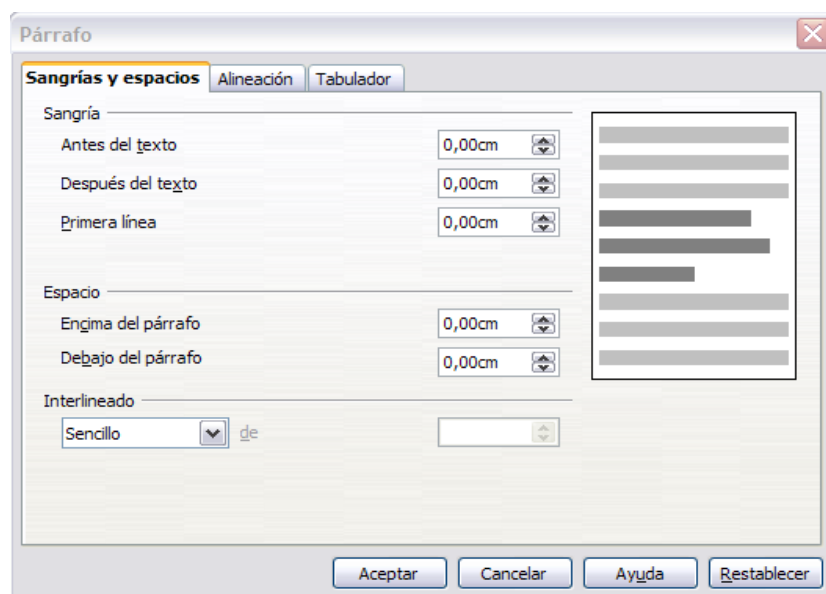 Párrafo
Sangrías y espacios Alineación Tabulador
Sangría
Antes del texto 0,00cm
Después del texto 0,00cm
Primera línea 0,00cm
Espacio
Encima del párrafo 0,00cm
Debajo del párrafo 0,00cm
Interlineado
Sencillo de
Aceptar Cancelar Ayuda Restablecer